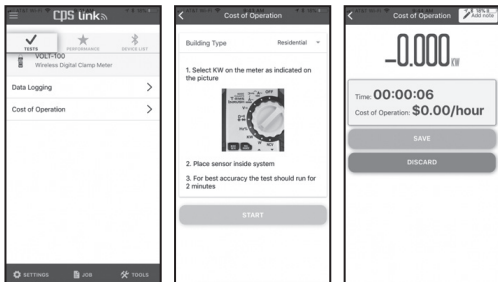 CPS link
TESTS
PERFORMANCE
DEVICE LIST
VOLT-100
Wireless Digital Clamp Meter
Data Logging
Cost of Operation
SETTINGS
JOB
TOOLS
Cost of Operation
Building Type
Residential
1. Select KW on the meter as indicated on
the picture
OFF
2. Place sensor inside system
3. For best accuracy the test should run for
2 minutes
START
Cost of Operation
Add note
-0.000 KW
Time: 00:00:06
Cost of Operation: $0.00/hour
SAVE
DISCARD